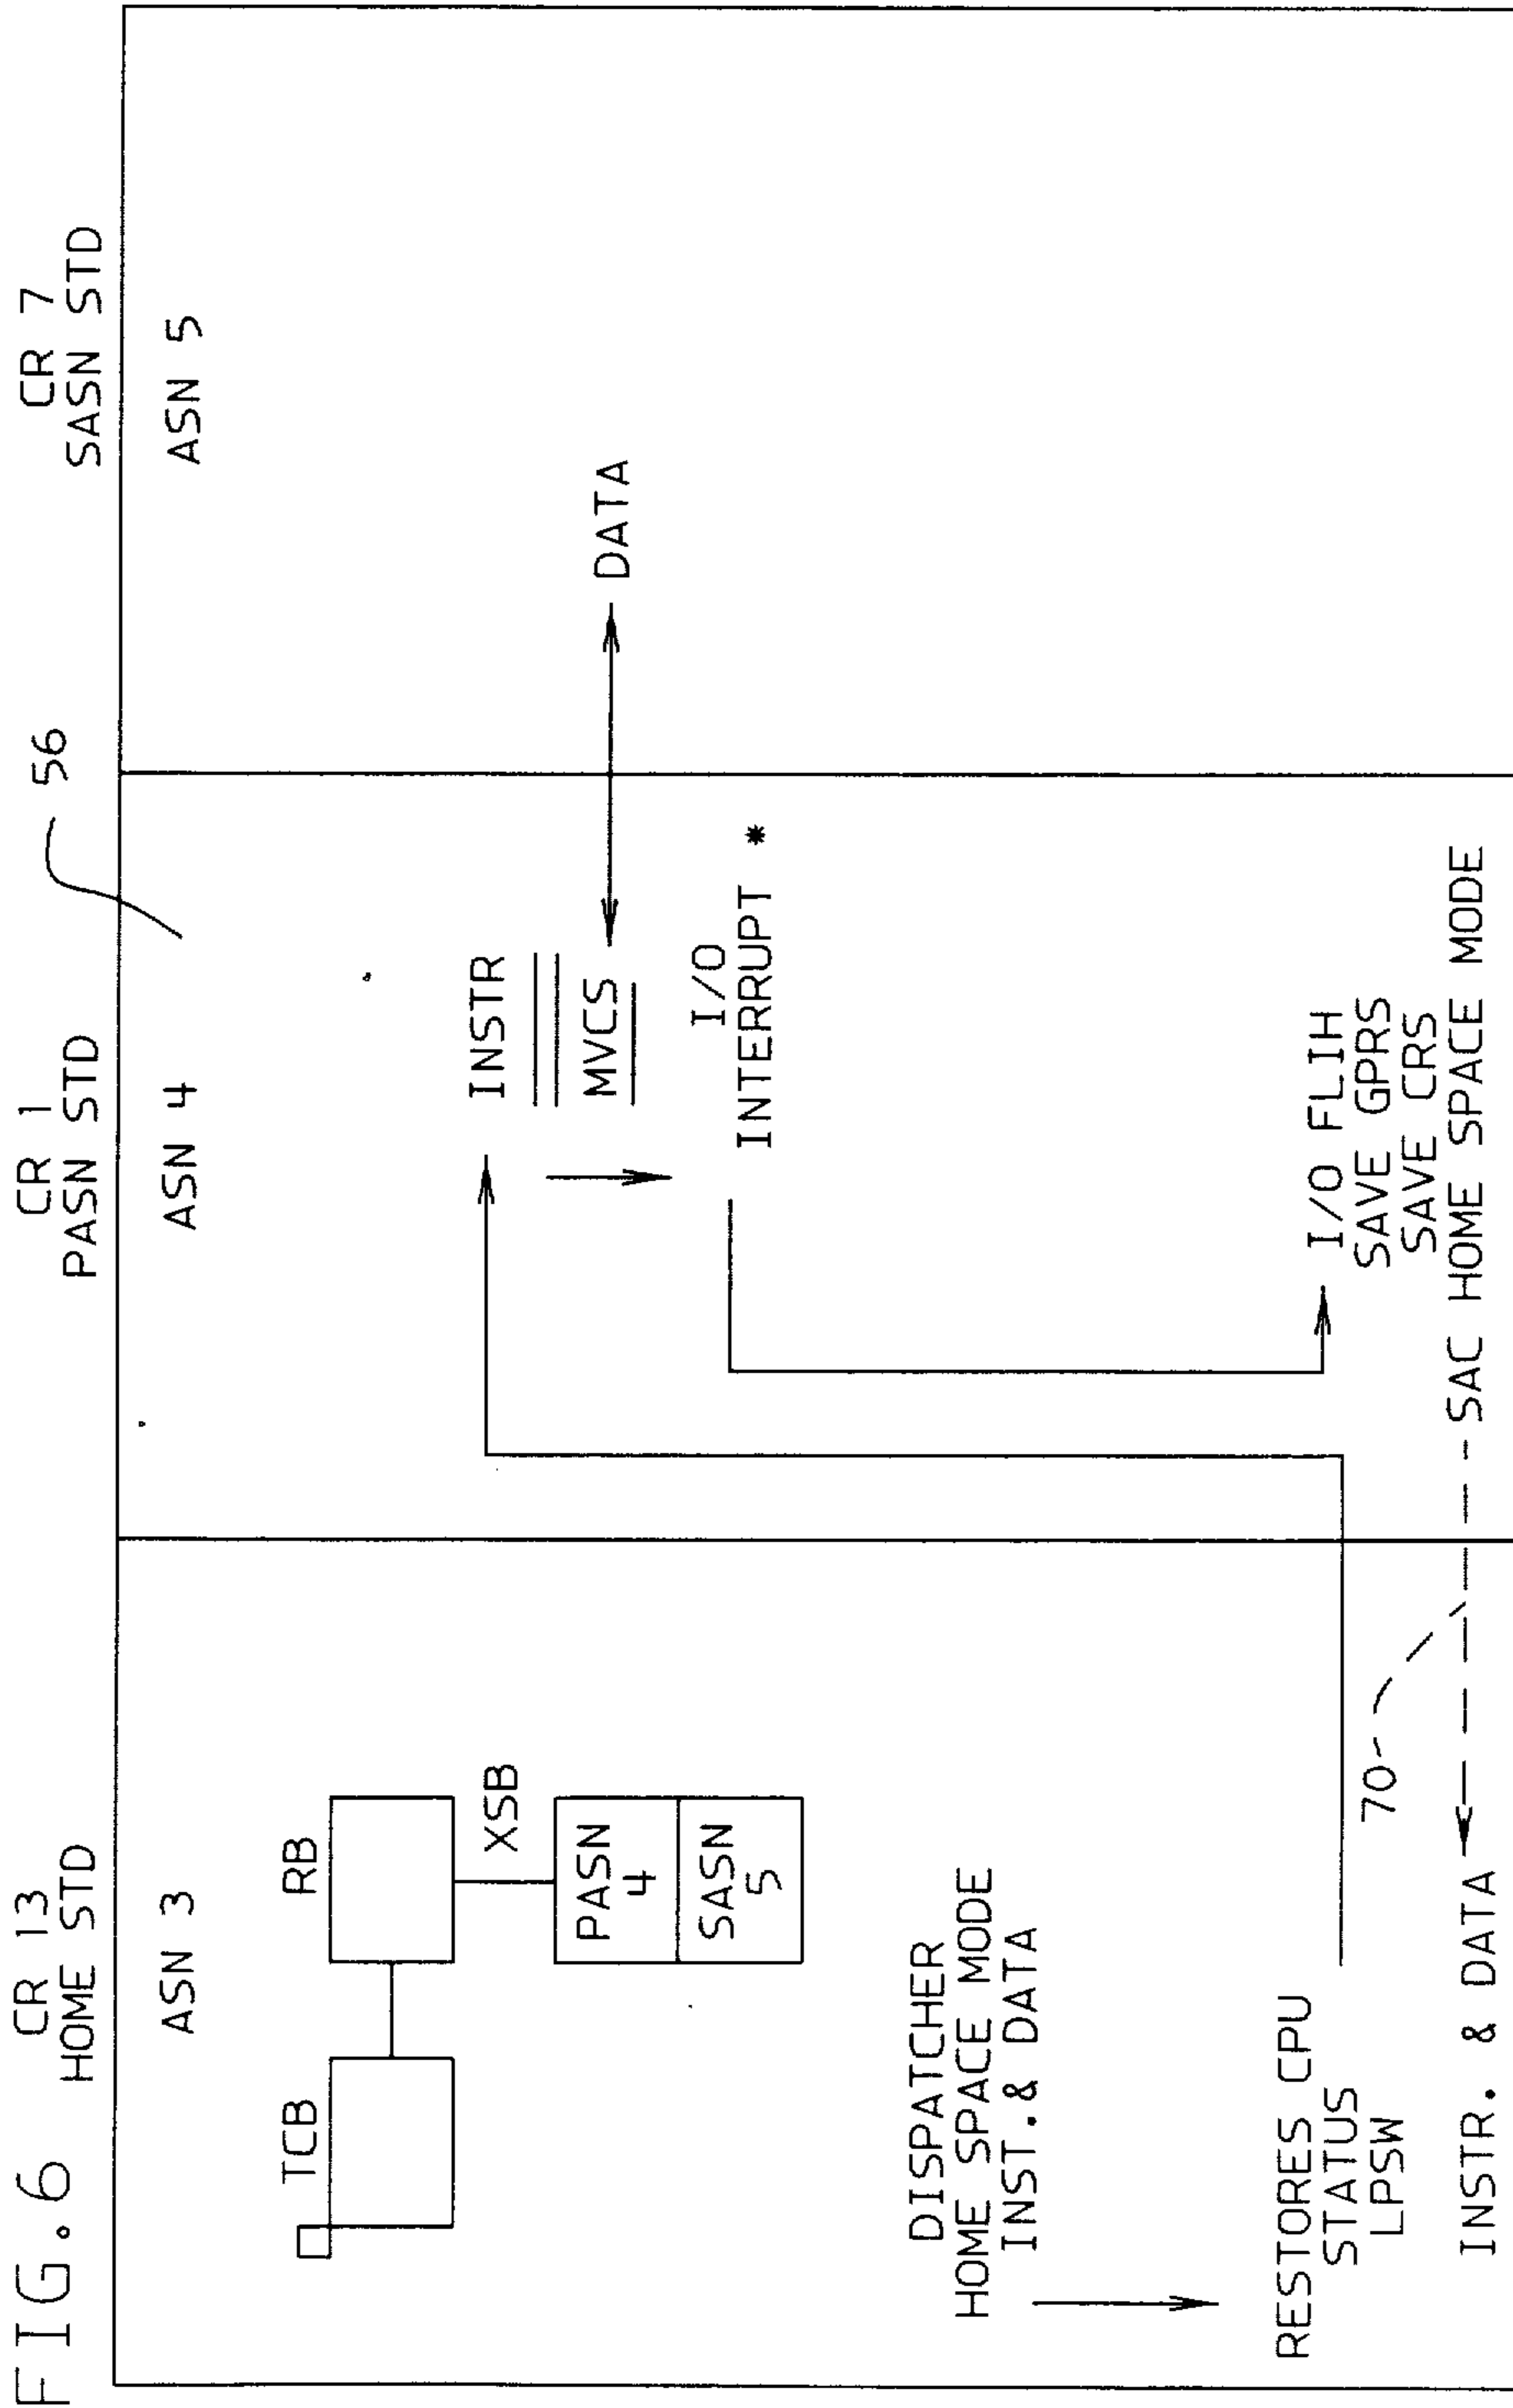 FIG. 6
CR 13
HOME STD
CR 1
PASN STD
56
CR 7
SASN STD
ASN 3
TCB
RB
XSB
PASN
4
SASN
5
DISPATCHER
HOME SPACE MODE
INST.& DATA
RESTORES CPU
STATUS
LPSW
70
INSTR. & DATA
ASN 4
INSTR
MVCS
I/O
INTERRUPT *
I/O FLIH
SAVE GPRS
SAVE CRS
SAC HOME SPACE MODE
ASN 5
DATA